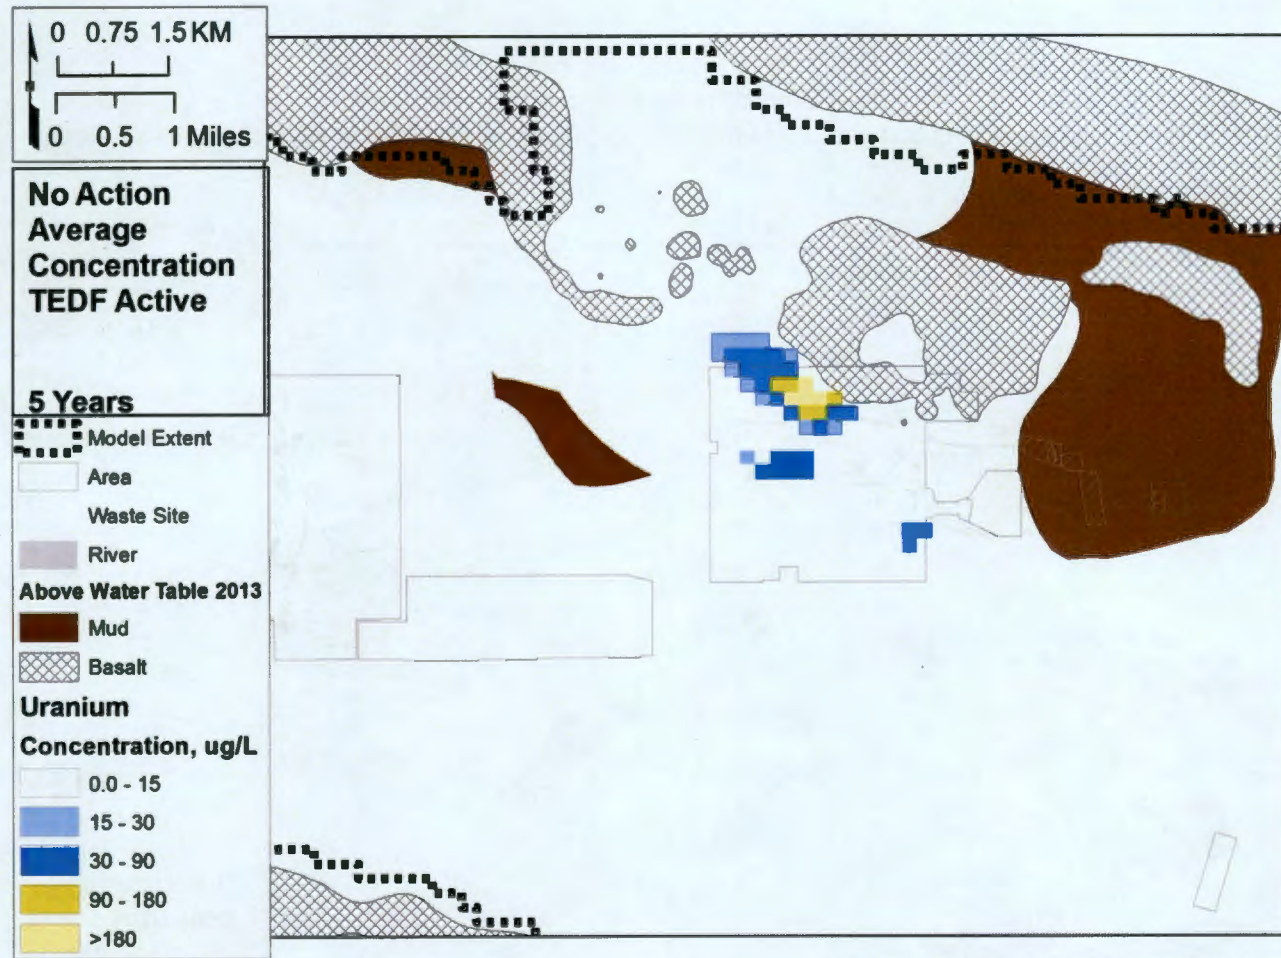 0 0.75 1.5 KM
0 0.5 1 Miles
No Action
Average
Concentration
TEDF Active
5 Years
Model Extent
Area
Waste Site
River
Above Water Table 2013
Mud
Basalt
Uranium
Concentration, ug/L
0.0 - 15
15 - 30
30 - 90
90 - 180
>180